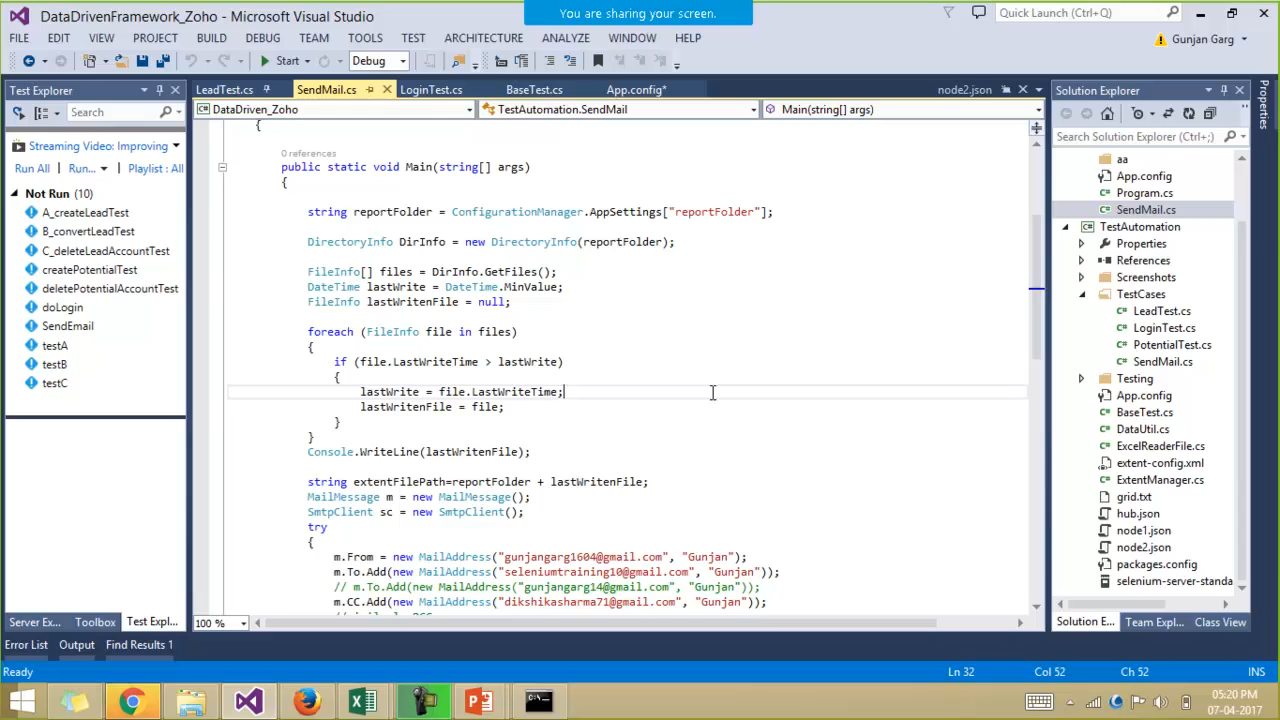 DataDrivenFramework_Zoho - Microsoft Visual Studio
You are sharing your screen.
Quick Launch (Ctrl+Q)
FILE EDIT VIEW PROJECT BUILD DEBUG TEAM TOOLS TEST ARCHITECTURE ANALYZE WINDOW HELP
Gunjan Garg
Start Debug
Test Explorer
Search
Streaming Video: Improving
Run All Run... Playlist : All
Not Run (10)
A_createLeadTest
B_convertLeadTest
C_deleteLeadAccountTest
createPotentialTest
deletePotentialAccountTest
doLogin
SendEmail
testA
testB
testC
Server Ex... Toolbox Test Expl...
LeadTest.cs SendMail.cs LoginTest.cs BaseTest.cs App.config* node2.json
DataDriven_Zoho TestAutomation.SendMail Main(string[] args)
{
0 references
public static void Main(string[] args)
{
string reportFolder = ConfigurationManager.AppSettings["reportFolder"];
DirectoryInfo DirInfo = new DirectoryInfo(reportFolder);
FileInfo[] files = DirInfo.GetFiles();
DateTime lastWrite = DateTime.MinValue;
FileInfo lastWritenFile = null;
foreach (FileInfo file in files)
{
if (file.LastWriteTime > lastWrite)
{
lastWrite = file.LastWriteTime;
lastWritenFile = file;
}
}
Console.WriteLine(lastWritenFile);
string extentFilePath=reportFolder + lastWritenFile;
MailMessage m = new MailMessage();
SmtpClient sc = new SmtpClient();
try
{
m.From = new MailAddress("gunjangarg1604@gmail.com", "Gunjan");
m.To.Add(new MailAddress("seleniumtraining10@gmail.com", "Gunjan"));
// m.To.Add(new MailAddress("gunjangarg14@gmail.com", "Gunjan"));
m.CC.Add(new MailAddress("dikshikasharma71@gmail.com", "Gunjan"));
100 %
Solution Explorer
Search Solution Explorer (Ctrl+;)
aa
App.config
Program.cs
SendMail.cs
TestAutomation
Properties
References
Screenshots
TestCases
LeadTest.cs
LoginTest.cs
PotentialTest.cs
SendMail.cs
Testing
App.config
BaseTest.cs
DataUtil.cs
ExcelReaderFile.cs
extent-config.xml
ExtentManager.cs
grid.txt
hub.json
node1.json
node2.json
packages.config
selenium-server-standa
Solution E... Team Expl... Class View
Properties
Error List Output Find Results 1
Ready Ln 32 Col 52 Ch 52 INS
05:20 PM
07-04-2017